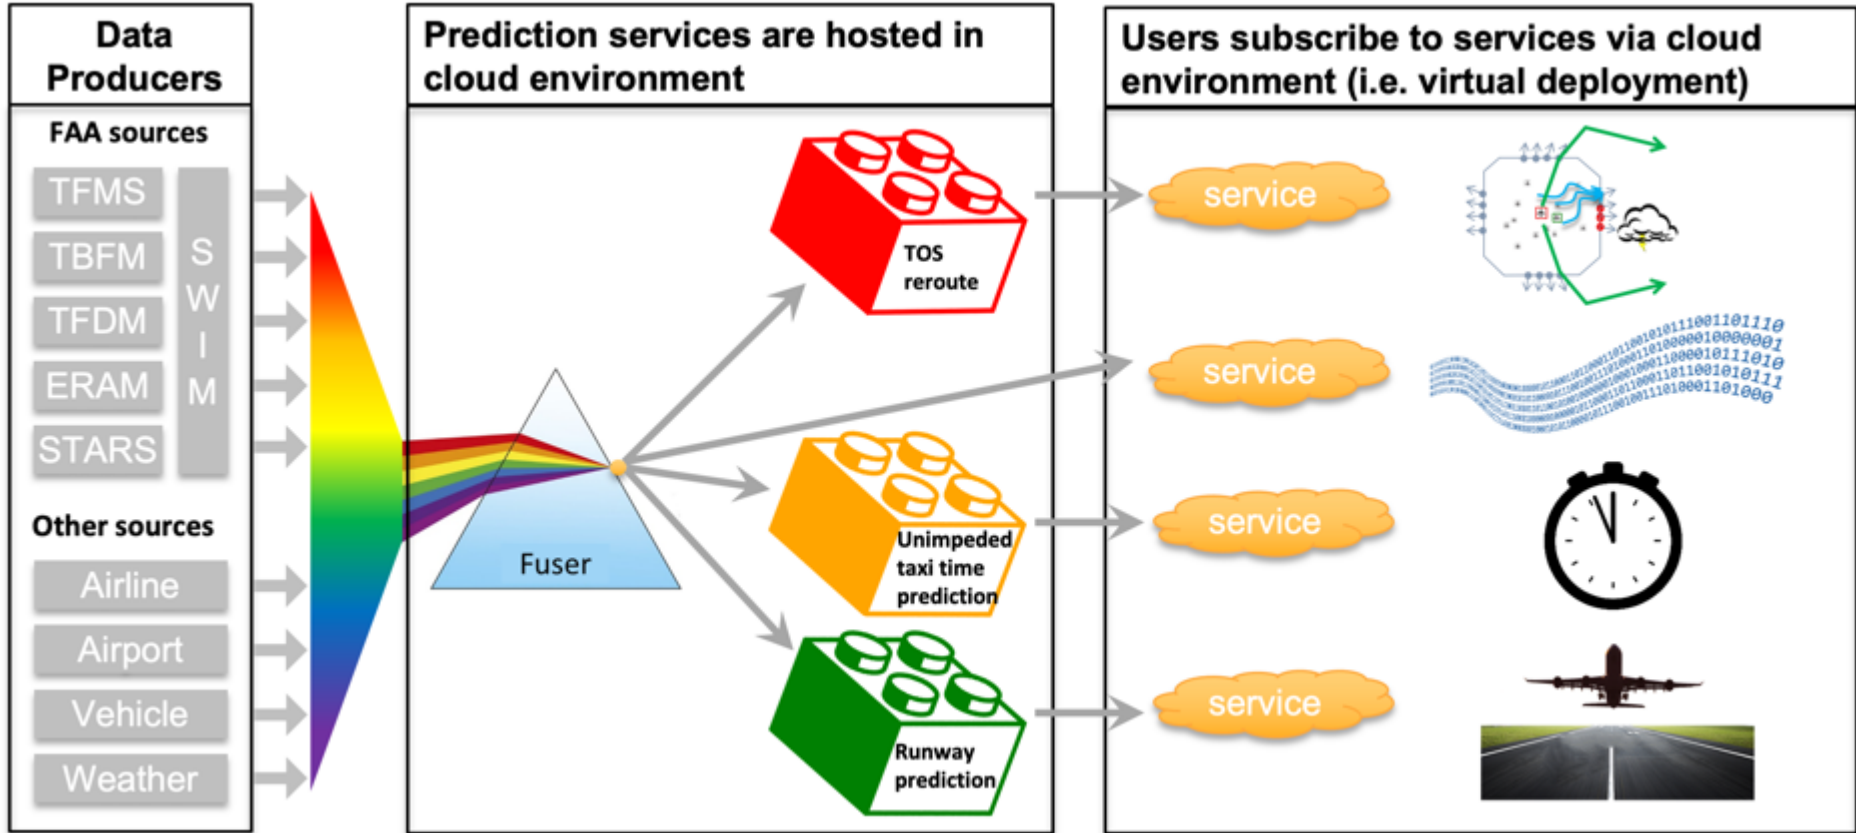 Data
Producers
FAA sources
TFMS
TBFM
TFDM
ERAM
STARS
S
W
I
M
Other sources
Airline
Airport
Vehicle
Weather
Prediction services are hosted in
cloud environment
Fuser
TOS
reroute
Unimpeded
taxi time
prediction
Runway
prediction
Users subscribe to services via cloud
environment (i.e. virtual deployment)
service
service
service
service